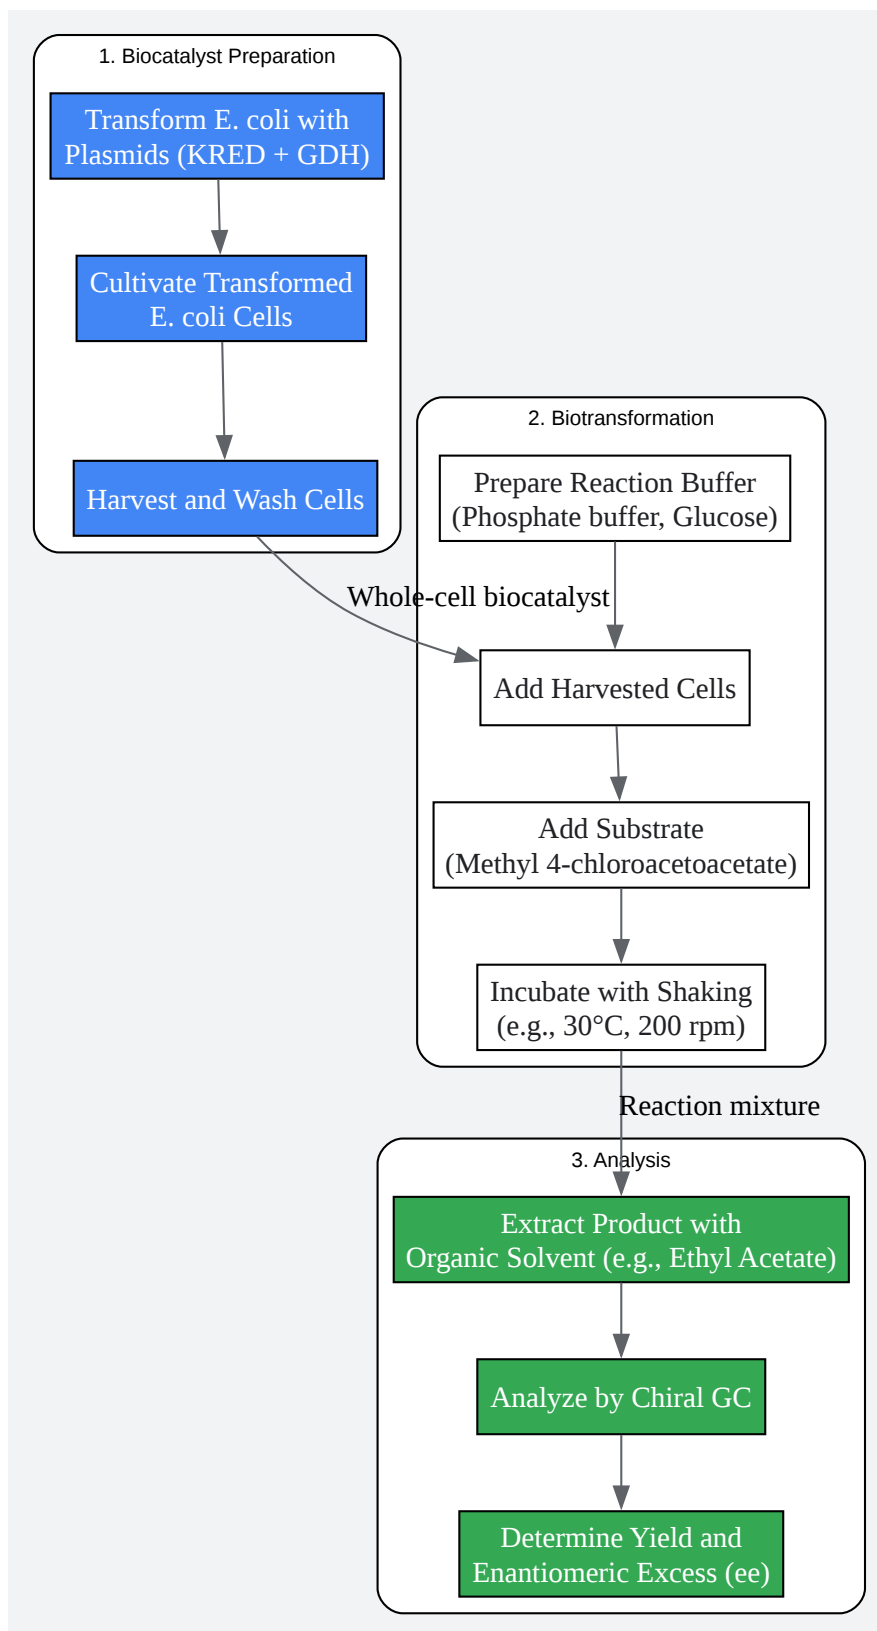 1. Biocatalyst Preparation
Transform E. coli with
Plasmids (KRED + GDH)
Cultivate Transformed
E. coli Cells
Harvest and Wash Cells
2. Biotransformation
Prepare Reaction Buffer
(Phosphate buffer, Glucose)
Whole-cell biocatalyst
Add Harvested Cells
Add Substrate
(Methyl 4-chloroacetoacetate)
Incubate with Shaking
(e.g., 30°C, 200 rpm)
Reaction mixture
3. Analysis
Extract Product with
Organic Solvent (e.g., Ethyl Acetate)
Analyze by Chiral GC
Determine Yield and
Enantiomeric Excess (ee)